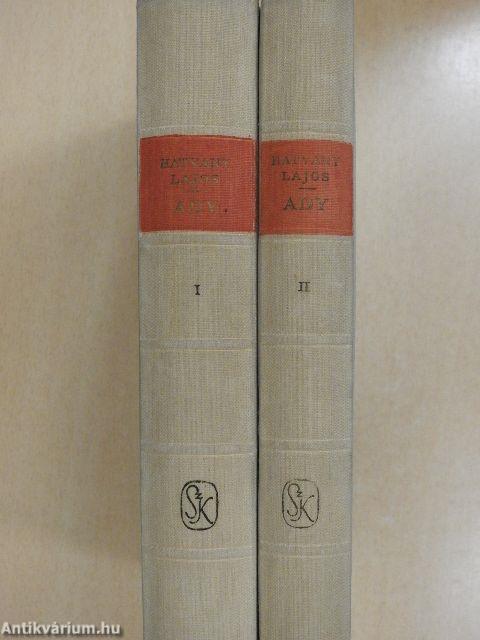 HATVANY
LAJOS
ADY
I
SzK
HATVANY
LAJOS
ADY
II
SzK
Antikvárium.hu